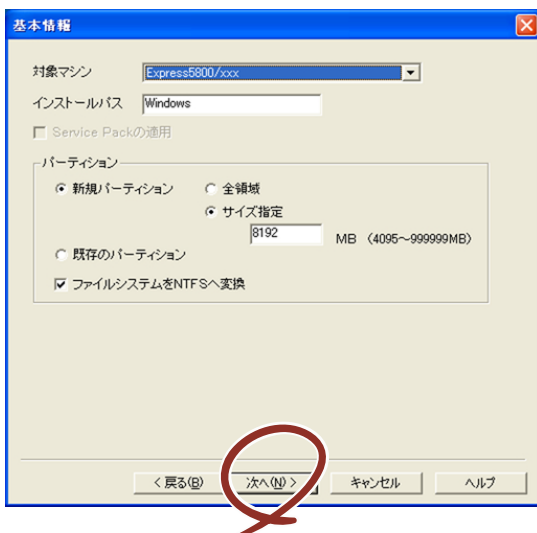 基本情報
対象マシン Express5800/xxx
インストールパス Windows
Service Packの適用
パーティション
新規パーティション 全領域
サイズ指定
8192 MB (4095～999999MB)
既存のパーティション
ファイルシステムをNTFSへ変換
< 戻る(B) 次へ(N) > キャンセル ヘルプ